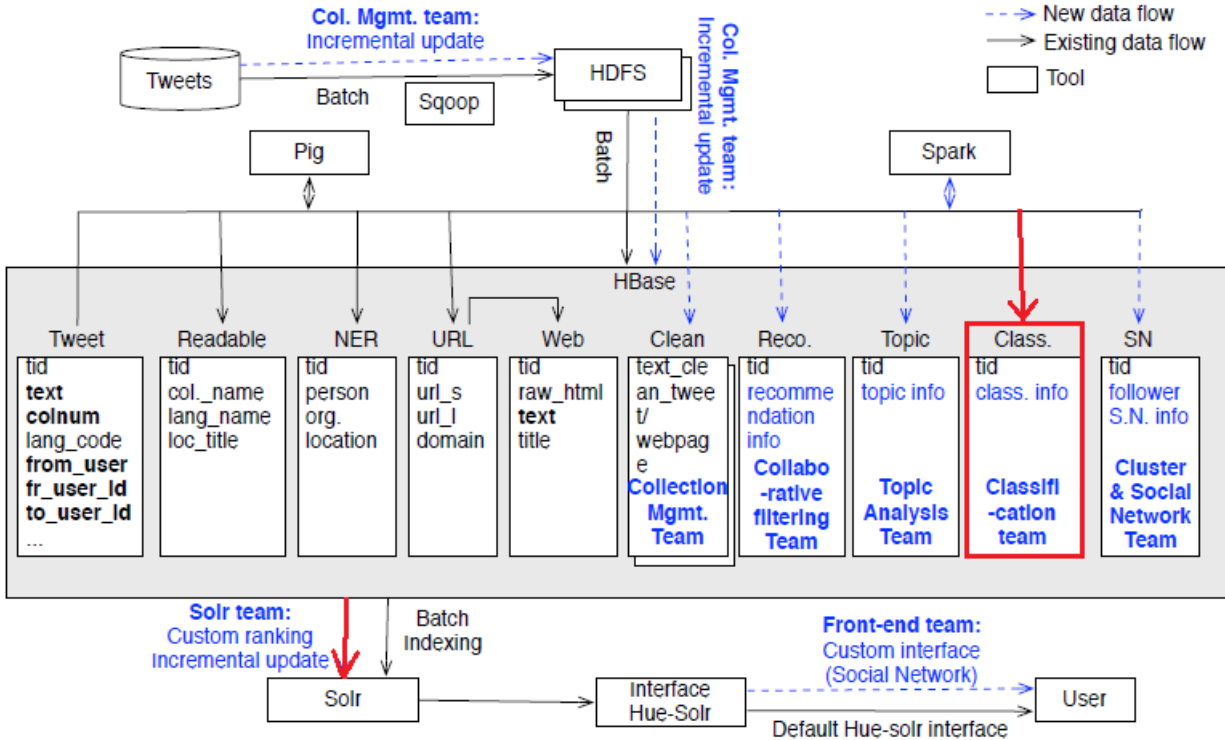 Col. Mgmt. team:
Incremental update
New data flow
Existing data flow
Tool
Tweets
Batch
Sqoop
HDFS
Col. Mgmt. team:
Incremental update
Batch
Pig
Spark
HBase
Tweet
tid
text
colnum
lang_code
from_user
fr_user_id
to_user_id
...
Readable
tid
col._name
lang_name
loc_title
NER
tid
person
org.
location
URL
tid
url_s
url_l
domain
Web
tid
raw_html
text
title
Clean
text_cle
an_twee
t/
webpag
e
Collection
Mgmt.
Team
Reco.
tid
recomme
ndation
info
Collabo
-rative
filtering
Team
Topic
tid
topic info
Topic
Analysis
Team
Class.
tid
class. info
Classifi
-cation
team
SN
tid
follower
S.N. info
Cluster
& Social
Network
Team
Solr team:
Custom ranking
Incremental update
Batch
Indexing
Front-end team:
Custom interface
(Social Network)
Solr
Interface
Hue-Solr
Default Hue-solr interface
User